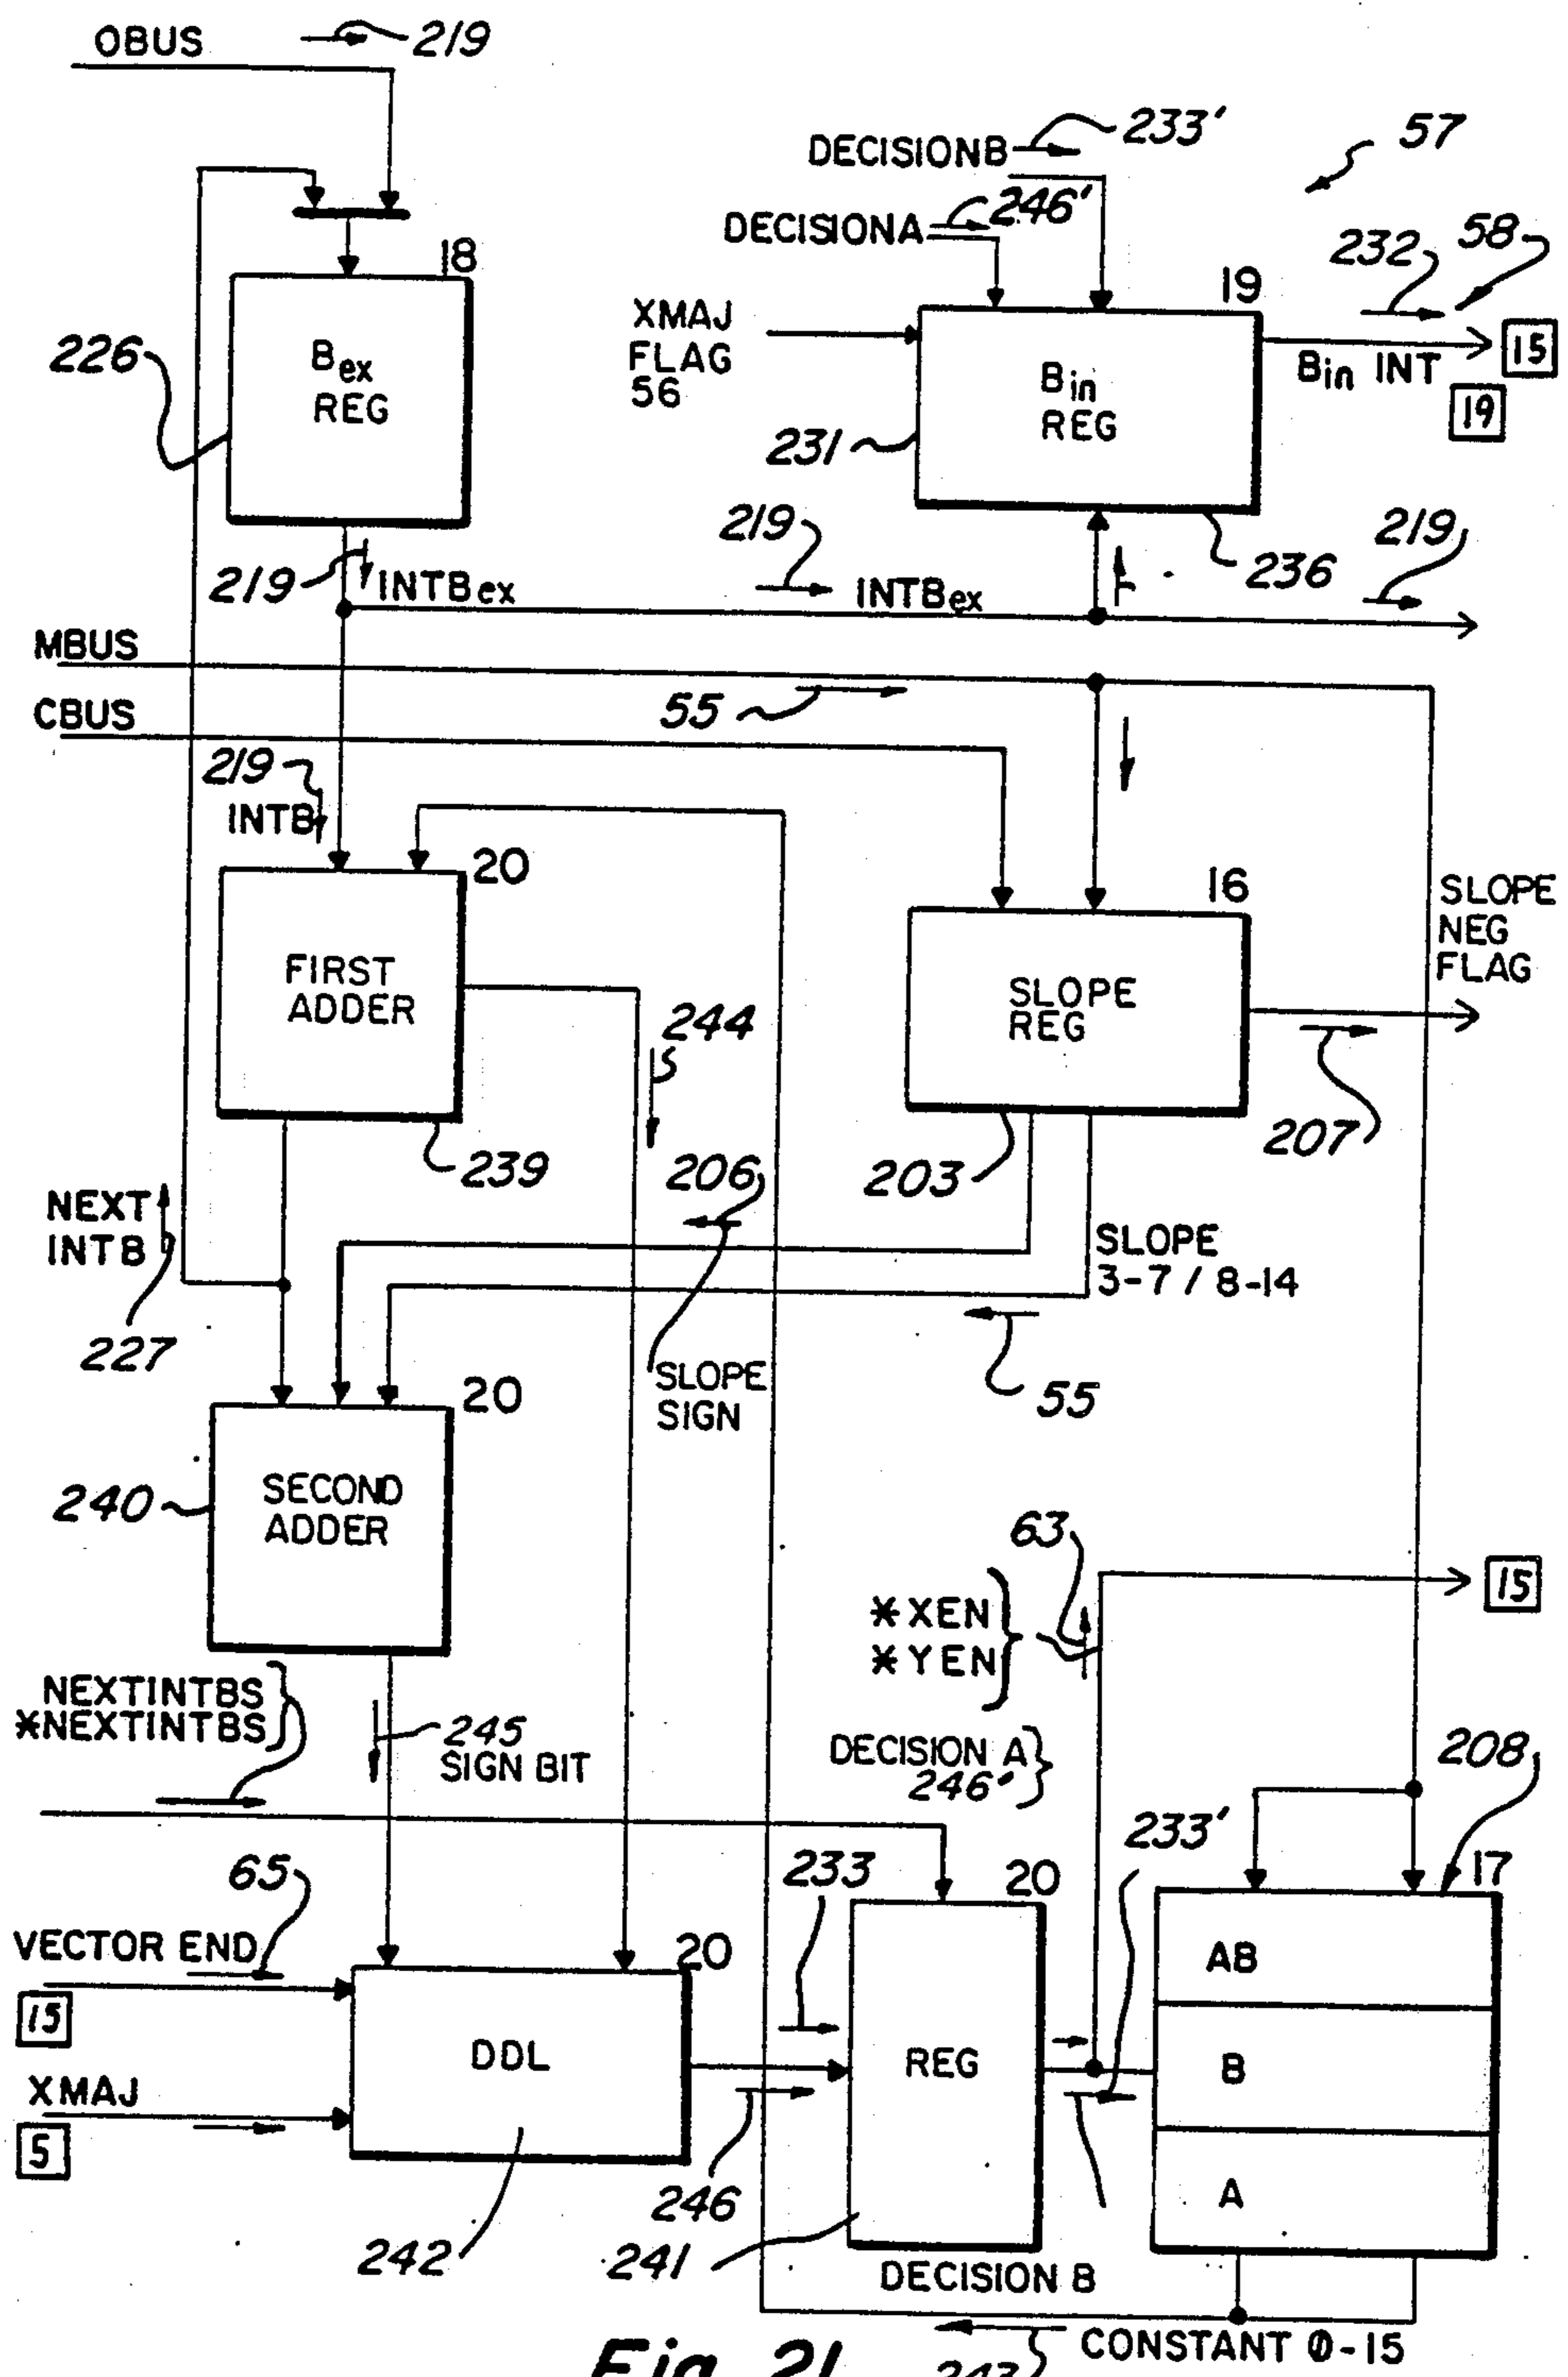 OBUS
219
DECISIONB
233'
57
DECISIONA
246'
232
58
18
19
XMAJ
FLAG
56
226
Bex
REG
Bin
REG
Bin INT
15
19
231
219
INTBex
219
INTBex
236
219
MBUS
55
CBUS
219
INTB
20
16
SLOPE
NEG
FLAG
FIRST
ADDER
SLOPE
REG
244
207
239
206
203
NEXT
INTB
SLOPE
3-7 / 8-14
227
SLOPE
SIGN
55
20
240
SECOND
ADDER
63
15
*XEN
*YEN
NEXTINTBS
*NEXTINTBS
245
SIGN BIT
DECISION A
246'
208
233'
65
233
20
17
VECTOR END
20
AB
15
DDL
REG
B
XMAJ
5
246
A
242
241
DECISION B
CONSTANT 0-15
Fig. 21
243